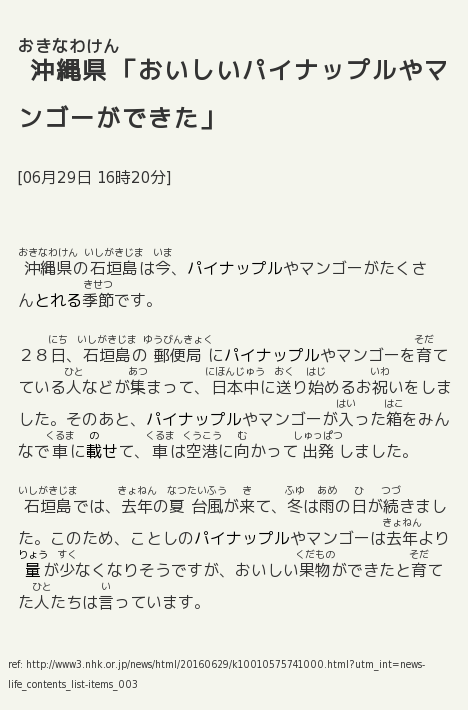 おきなわけん
沖縄県「おいしいパイナップルやマ
ンゴーができた」
[06月29日 16時20分]
おきなわけん いしがきじま いま
沖縄県の石垣島は今、パイナップルやマンゴーがたくさ
きせつ
んとれる季節です。
にち いしがきじま ゆうびんきょく そだ
２８日、石垣島の 郵便局 にパイナップルやマンゴーを育て
ひと あつ にほんじゅう おく はじ いわ
ている人などが集まって、日本中に送り始めるお祝いをしま
はい はこ
した。そのあと、パイナップルやマンゴーが入った箱をみん
くるま の くるま くうこう む しゅっぱつ
なで車に載せて、車は空港に向かって 出発 しました。
いしがきじま きょねん なつたいふう き ふゆ あめ ひ つづ
石垣島では、去年の夏 台風が来て、冬は雨の日が続きまし
きょねん
た。このため、ことしのパイナップルやマンゴーは去年より
りょう すく くだもの そだ
量が少なくなりそうですが、おいしい果物ができたと育て
ひと い
た人たちは言っています。
ref: http://www3.nhk.or.jp/news/html/20160629/k10010575741000.html?utm_int=news-
life_contents_list-items_003